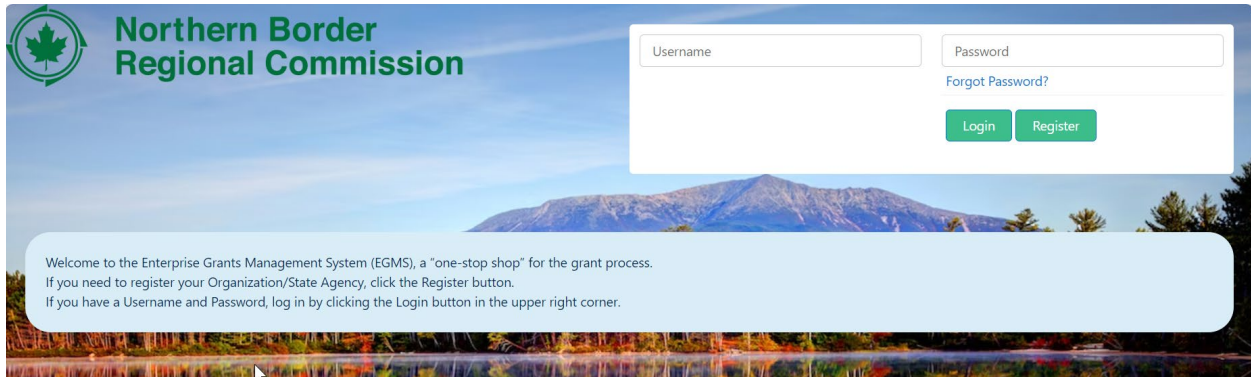 Northern Border
Regional Commission
Username
Password
Forgot Password?
Login
Register
Welcome to the Enterprise Grants Management System (EGMS), a “one-stop shop” for the grant process.
If you need to register your Organization/State Agency, click the Register button.
If you have a Username and Password, log in by clicking the Login button in the upper right corner.